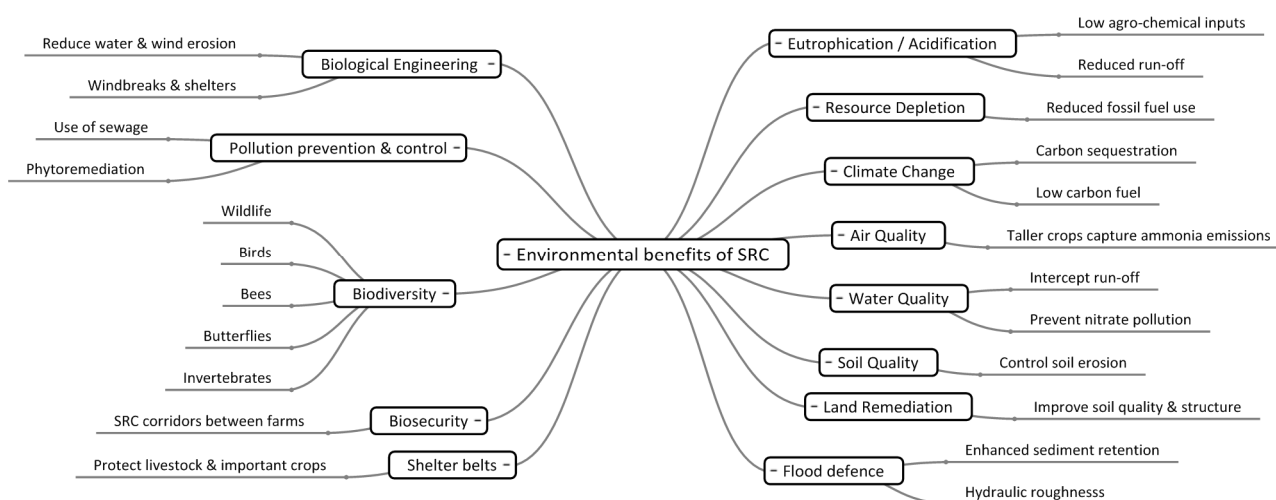 Environmental benefits of SRC
Biological Engineering
Reduce water & wind erosion
Windbreaks & shelters
Pollution prevention & control
Use of sewage
Phytoremediation
Biodiversity
Wildlife
Birds
Bees
Butterflies
Invertebrates
Biosecurity
SRC corridors between farms
Shelter belts
Protect livestock & important crops
Eutrophication / Acidification
Low agro-chemical inputs
Reduced run-off
Resource Depletion
Reduced fossil fuel use
Climate Change
Carbon sequestration
Low carbon fuel
Air Quality
Taller crops capture ammonia emissions
Water Quality
Intercept run-off
Prevent nitrate pollution
Soil Quality
Control soil erosion
Land Remediation
Improve soil quality & structure
Flood defence
Enhanced sediment retention
Hydraulic roughnesss